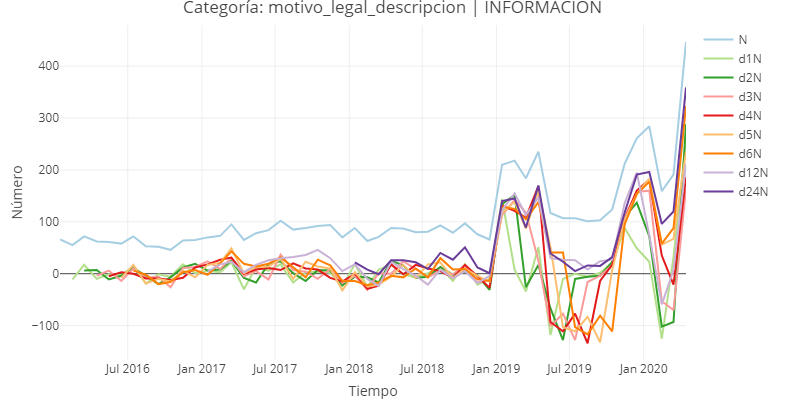 Categoría: motivo_legal_descripcion | INFORMACION
N
d1N
d2N
d3N
d4N
d5N
d6N
d12N
d24N
400
300
200
100
0
−100
Número
Jul 2016
Jan 2017
Jul 2017
Jan 2018
Jul 2018
Jan 2019
Jul 2019
Jan 2020
Tiempo